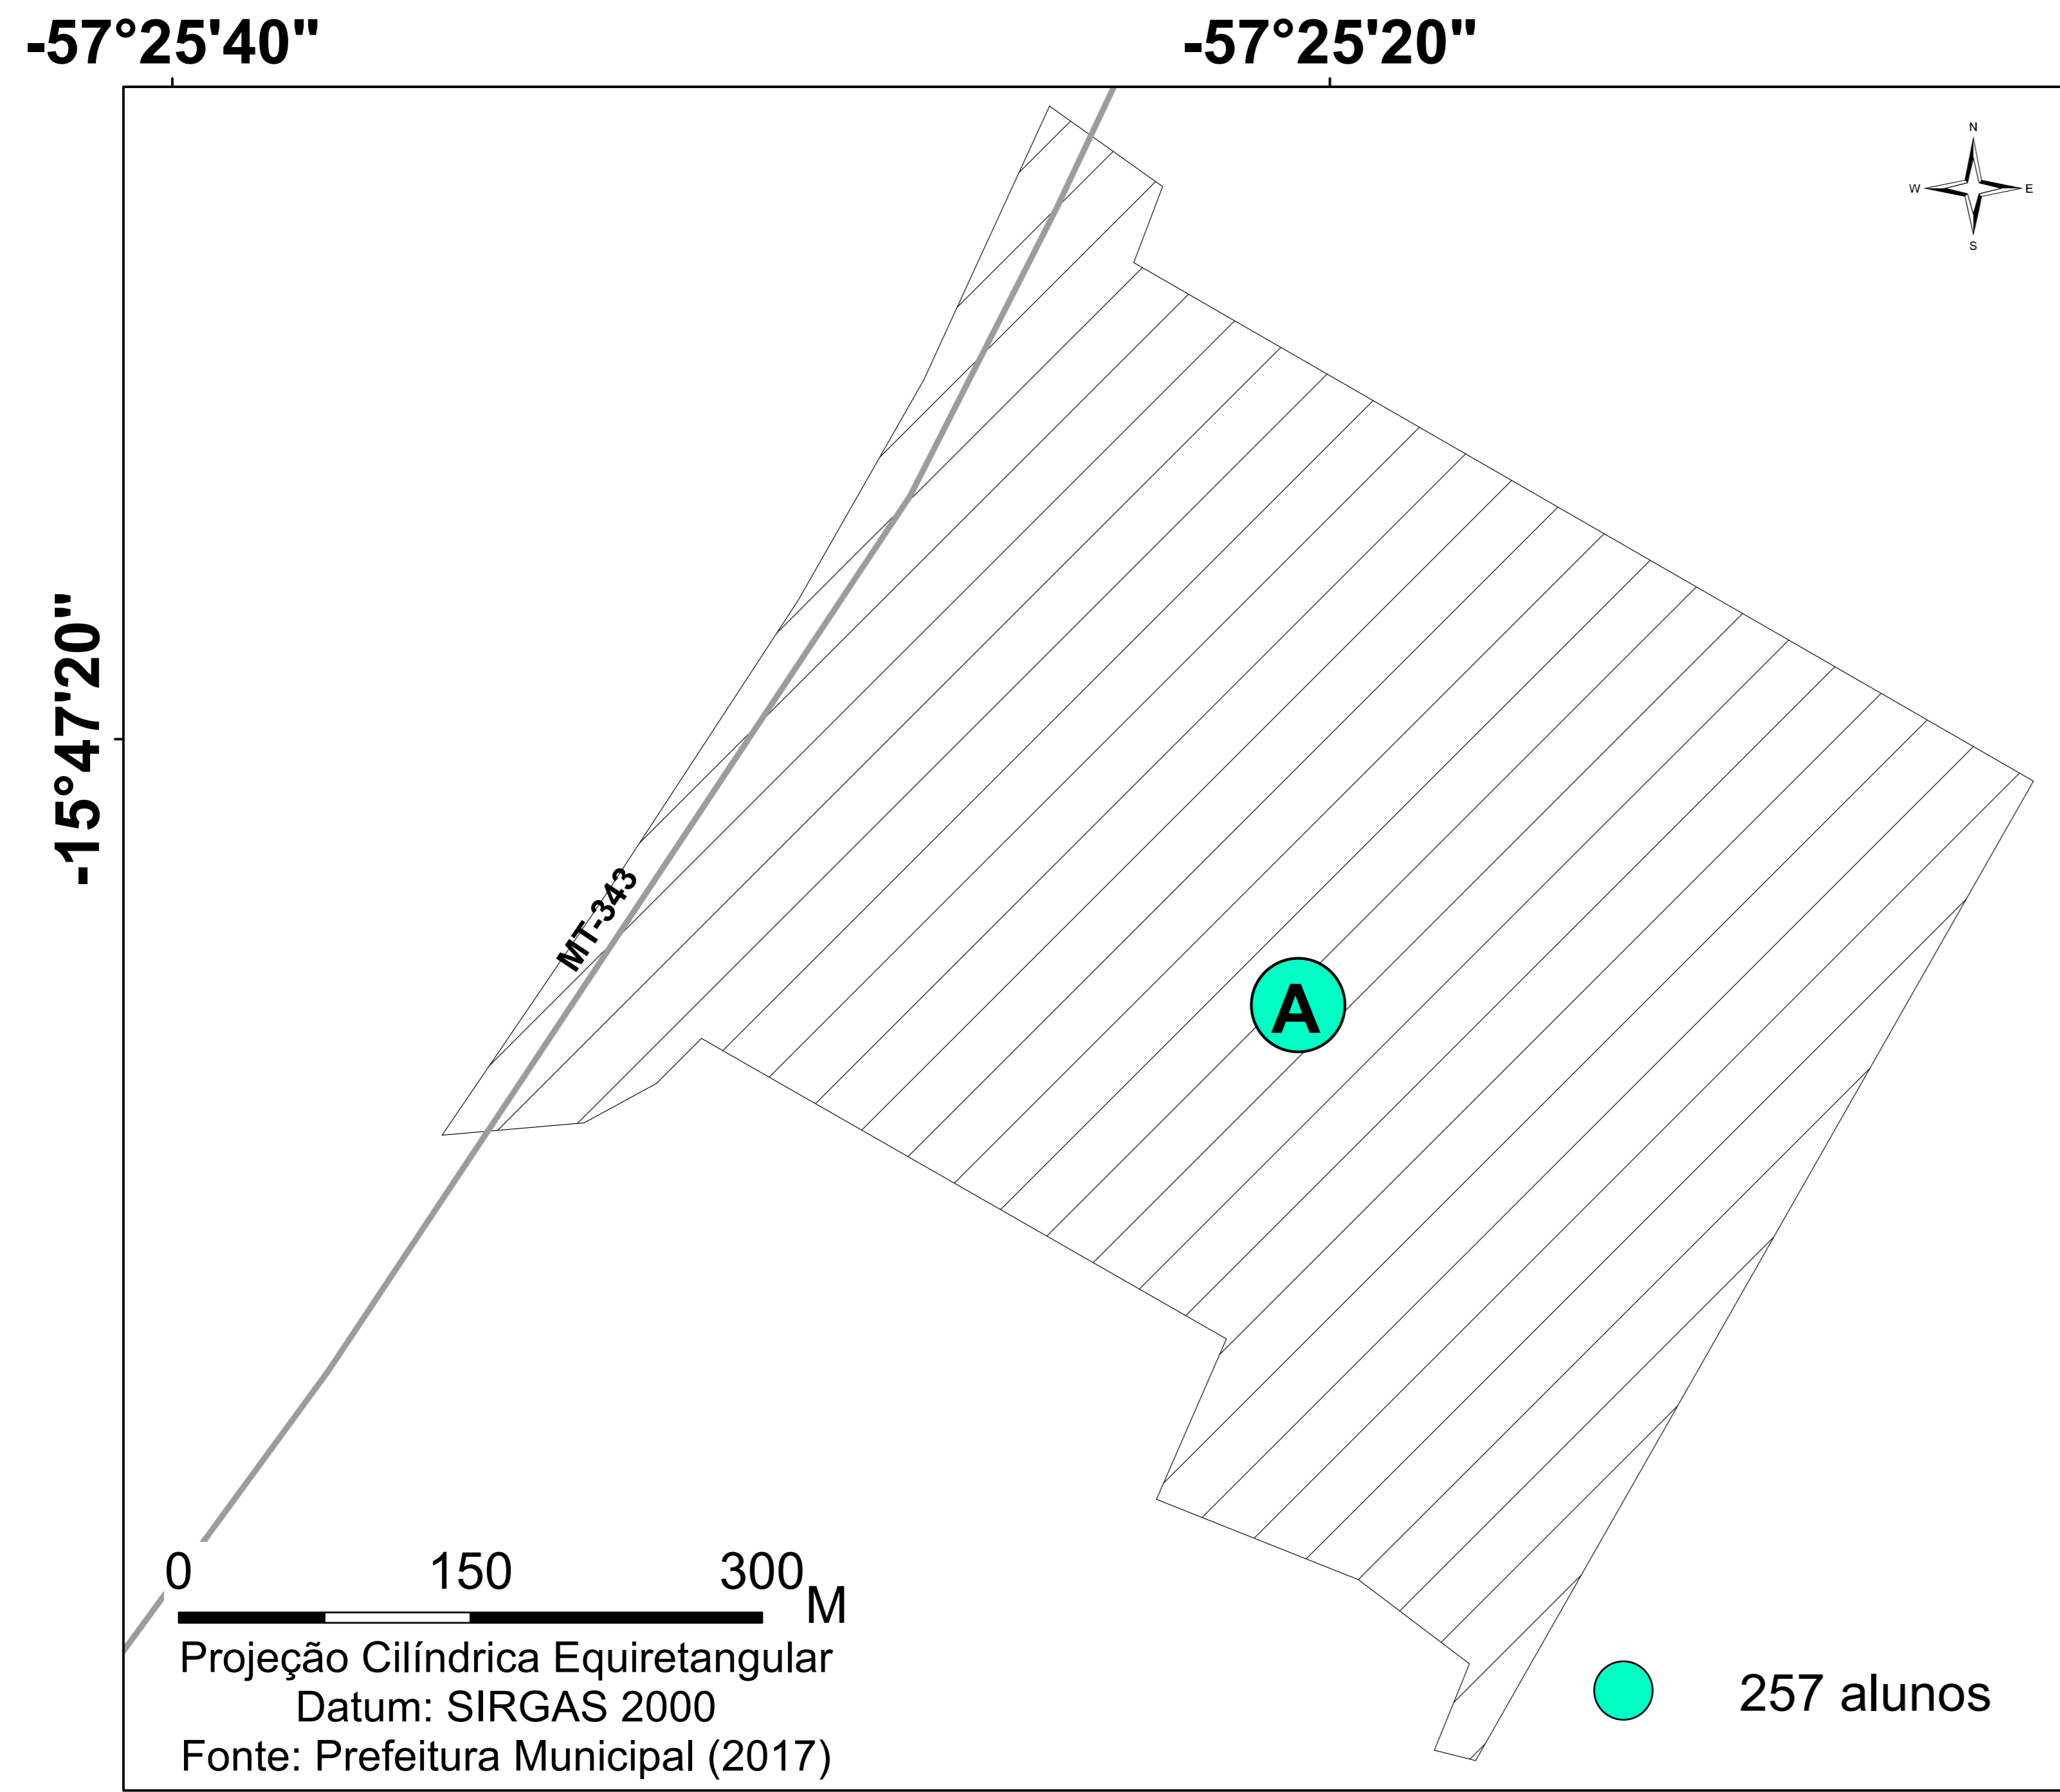 -57°25'40"
-57°25'20"
N
W
E
S
-15°47'20"
MT-343
A
0
150
300
M
Projeção Cilíndrica Equiretangular
Datum: SIRGAS 2000
Fonte: Prefeitura Municipal (2017)
257 alunos